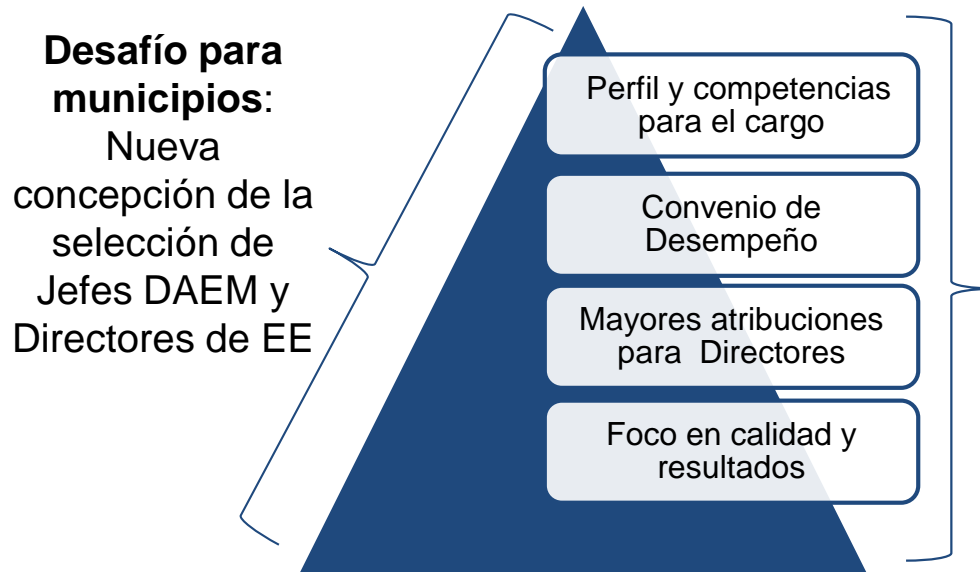 Desafío para
municipios:
Nueva
concepción de la
selección de
Jefes DAEM y
Directores de EE
Perfil y competencias
para el cargo
Convenio de
Desempeño
Mayores atribuciones
para Directores
Foco en calidad y
resultados